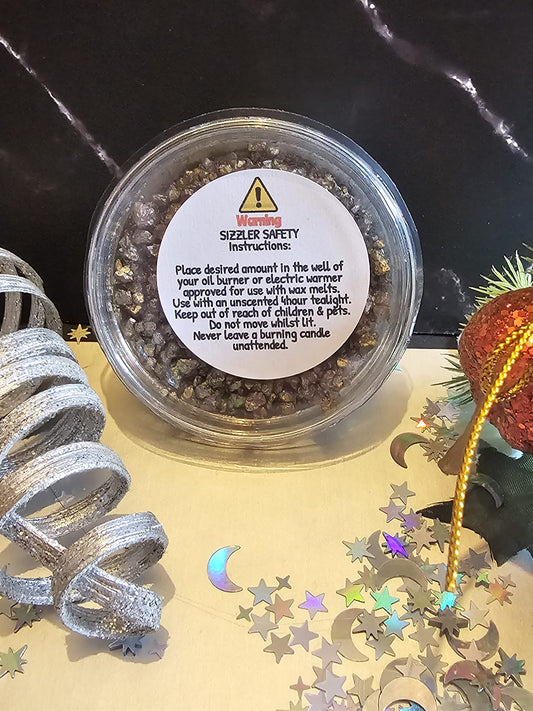 !
Warning
SIZZLER SAFETY
Instructions:
Place desired amount in the well of
your oil burner or electric warmer
approved for use with wax melts.
Use with an unscented 4hour tealight.
Keep out of reach of children & pets.
Do not move whilst lit.
Never leave a burning candle
unattended.